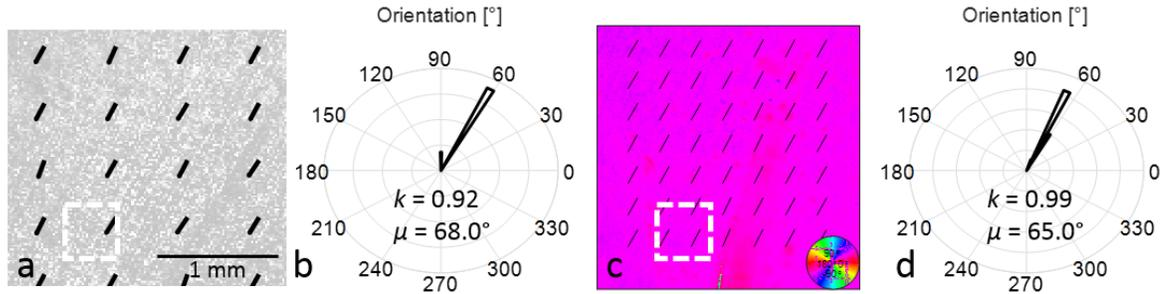 a
1 mm
b
Orientation [°]
90
60
30
0
330
300
270
240
210
180
150
120
k = 0.92
μ = 68.0°
c
d
Orientation [°]
90
60
30
0
330
300
270
240
210
180
150
120
k = 0.99
μ = 65.0°